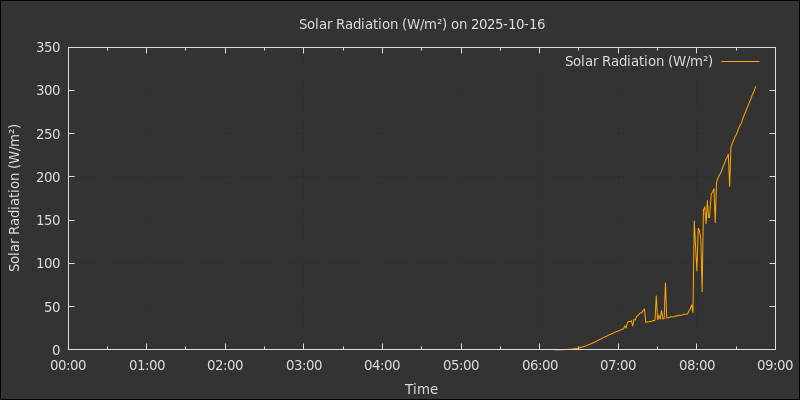 Solar Radiation (W/m²) on 2025-10-16
Solar Radiation (W/m²)
Solar Radiation (W/m²)
350
300
250
200
150
100
50
0
00:00 01:00 02:00 03:00 04:00 05:00 06:00 07:00 08:00 09:00
Time